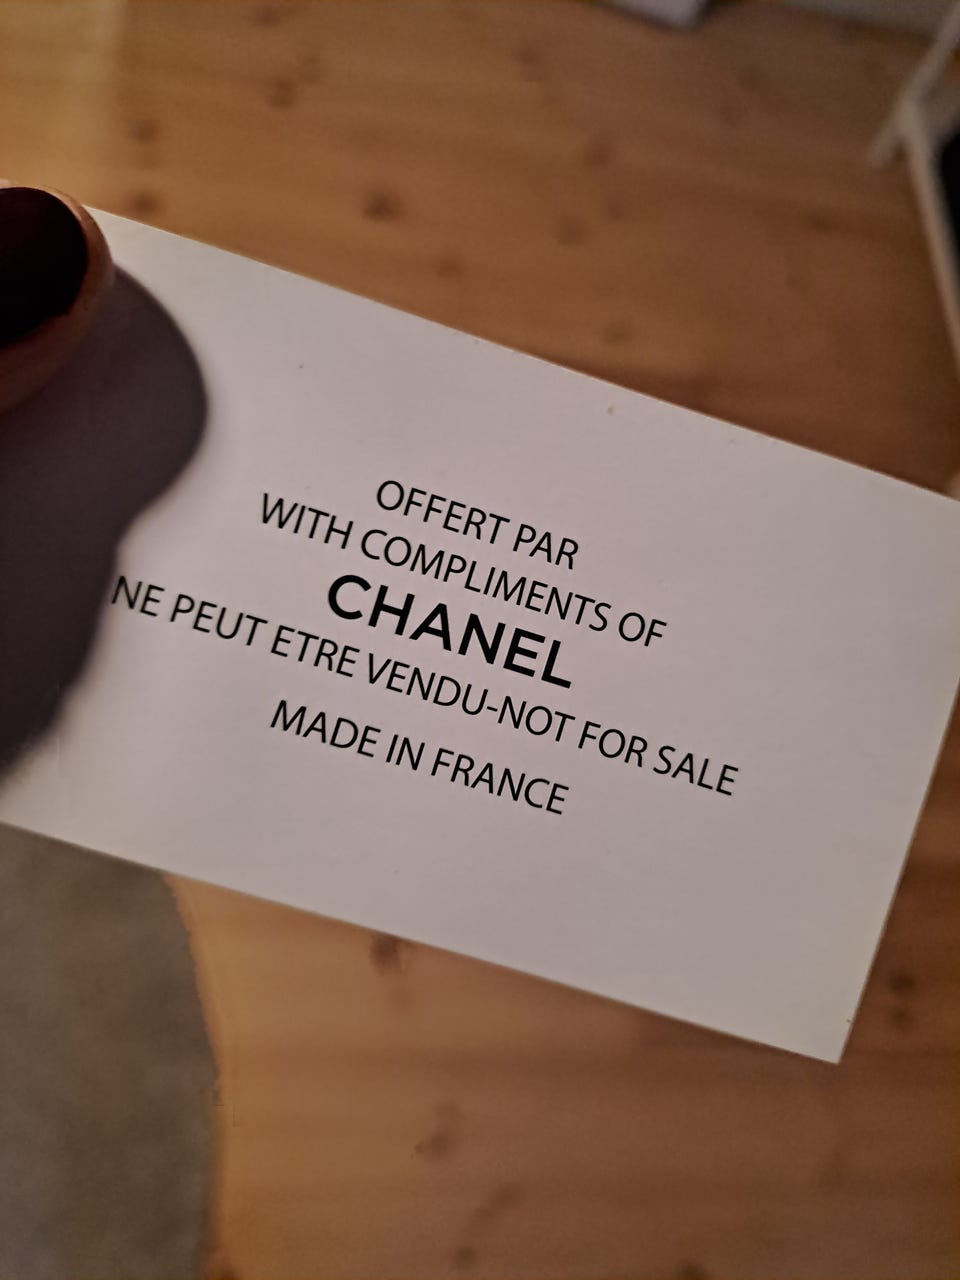 OFFERT PAR
WITH COMPLIMENTS OF
CHANEL
NE PEUT ETRE VENDU-NOT FOR SALE
MADE IN FRANCE